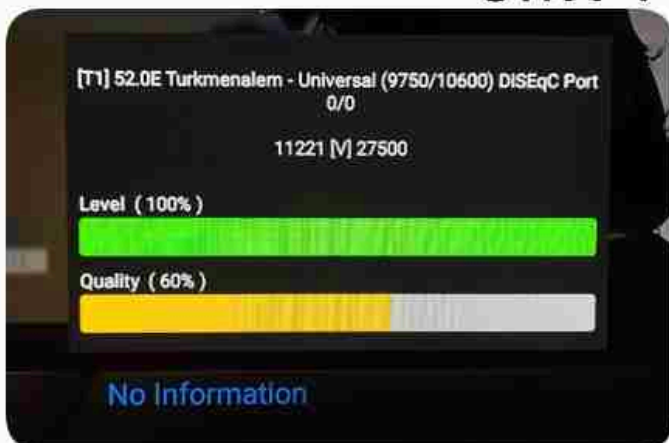 [T1] 52.0E Turkmenalem - Universal (9750/10600) DISEqC Port
0/0
11221 [V] 27500
Level ( 100% )
Quality ( 60% )
No Information